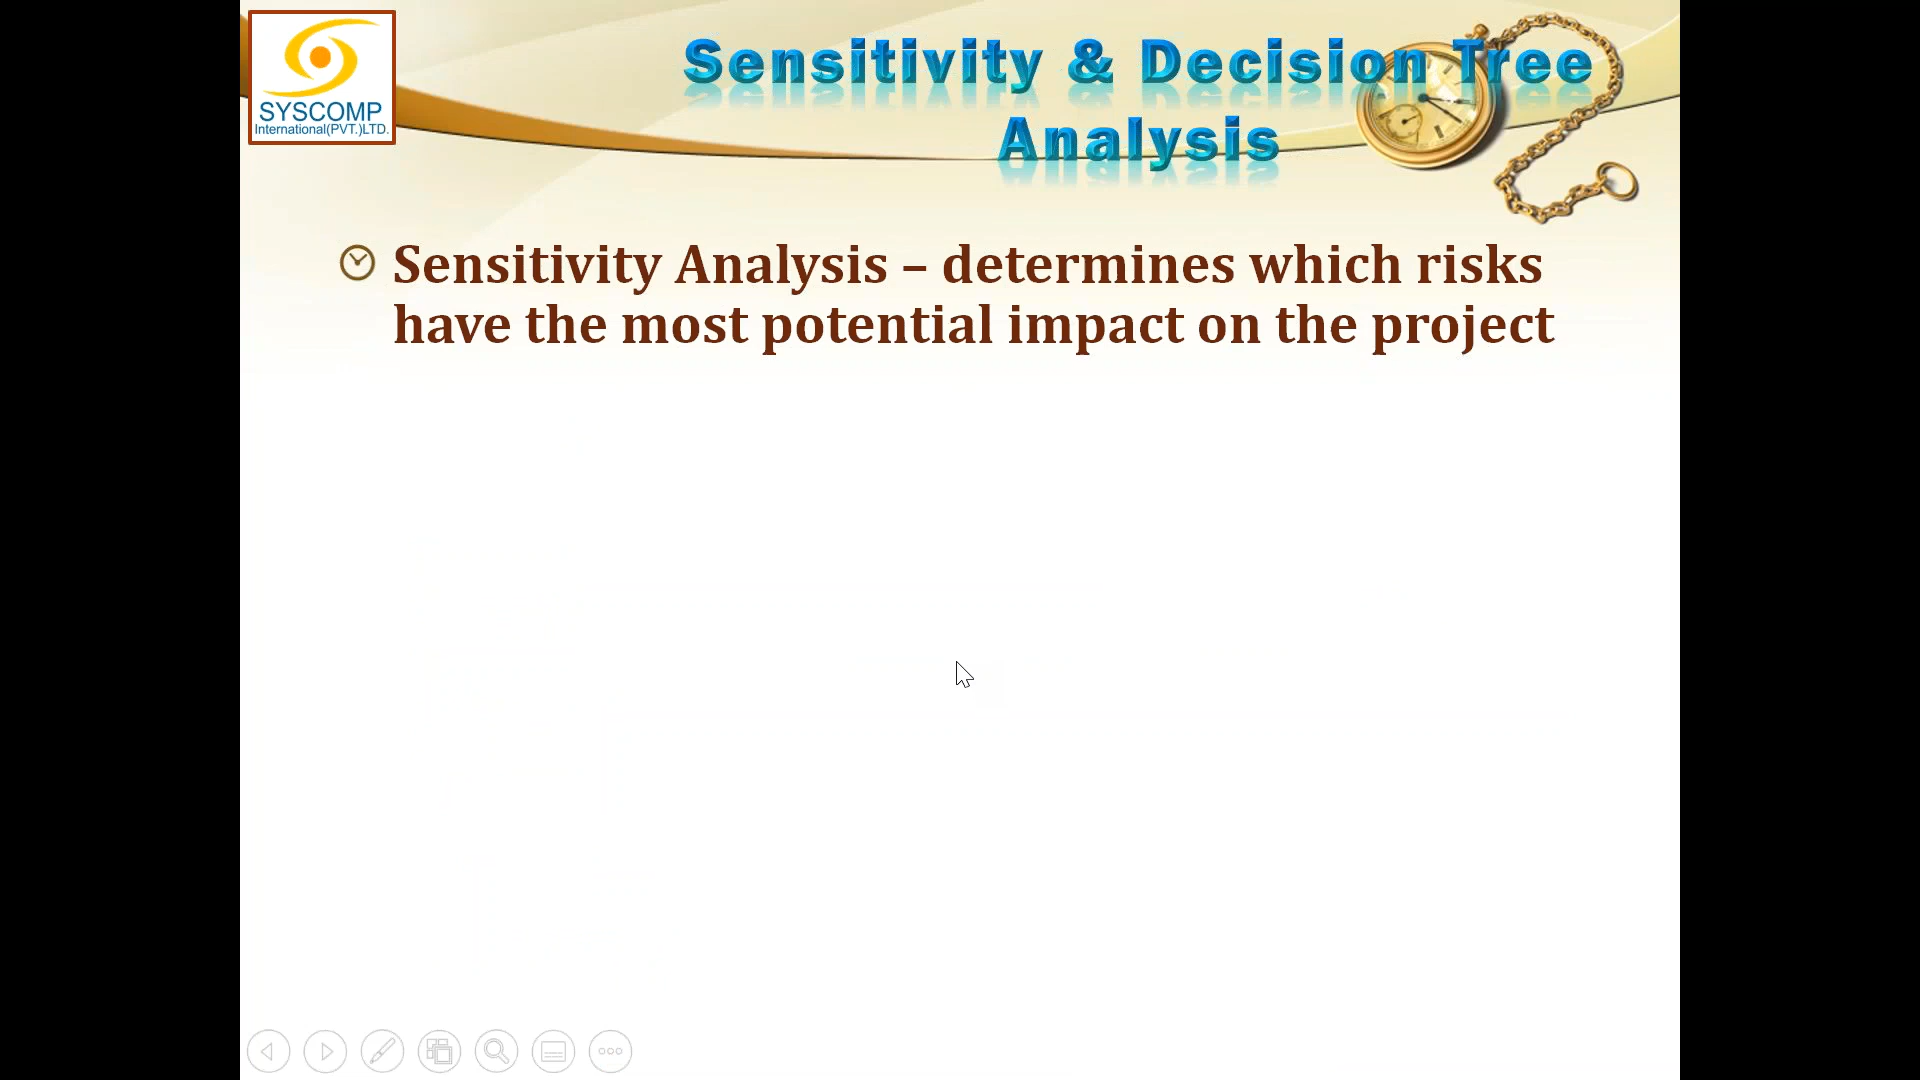 SYSCOMP
International(PVT.)LTD.
Sensitivity & Decision Tree
Analysis
Sensitivity Analysis – determines which risks
have the most potential impact on the project